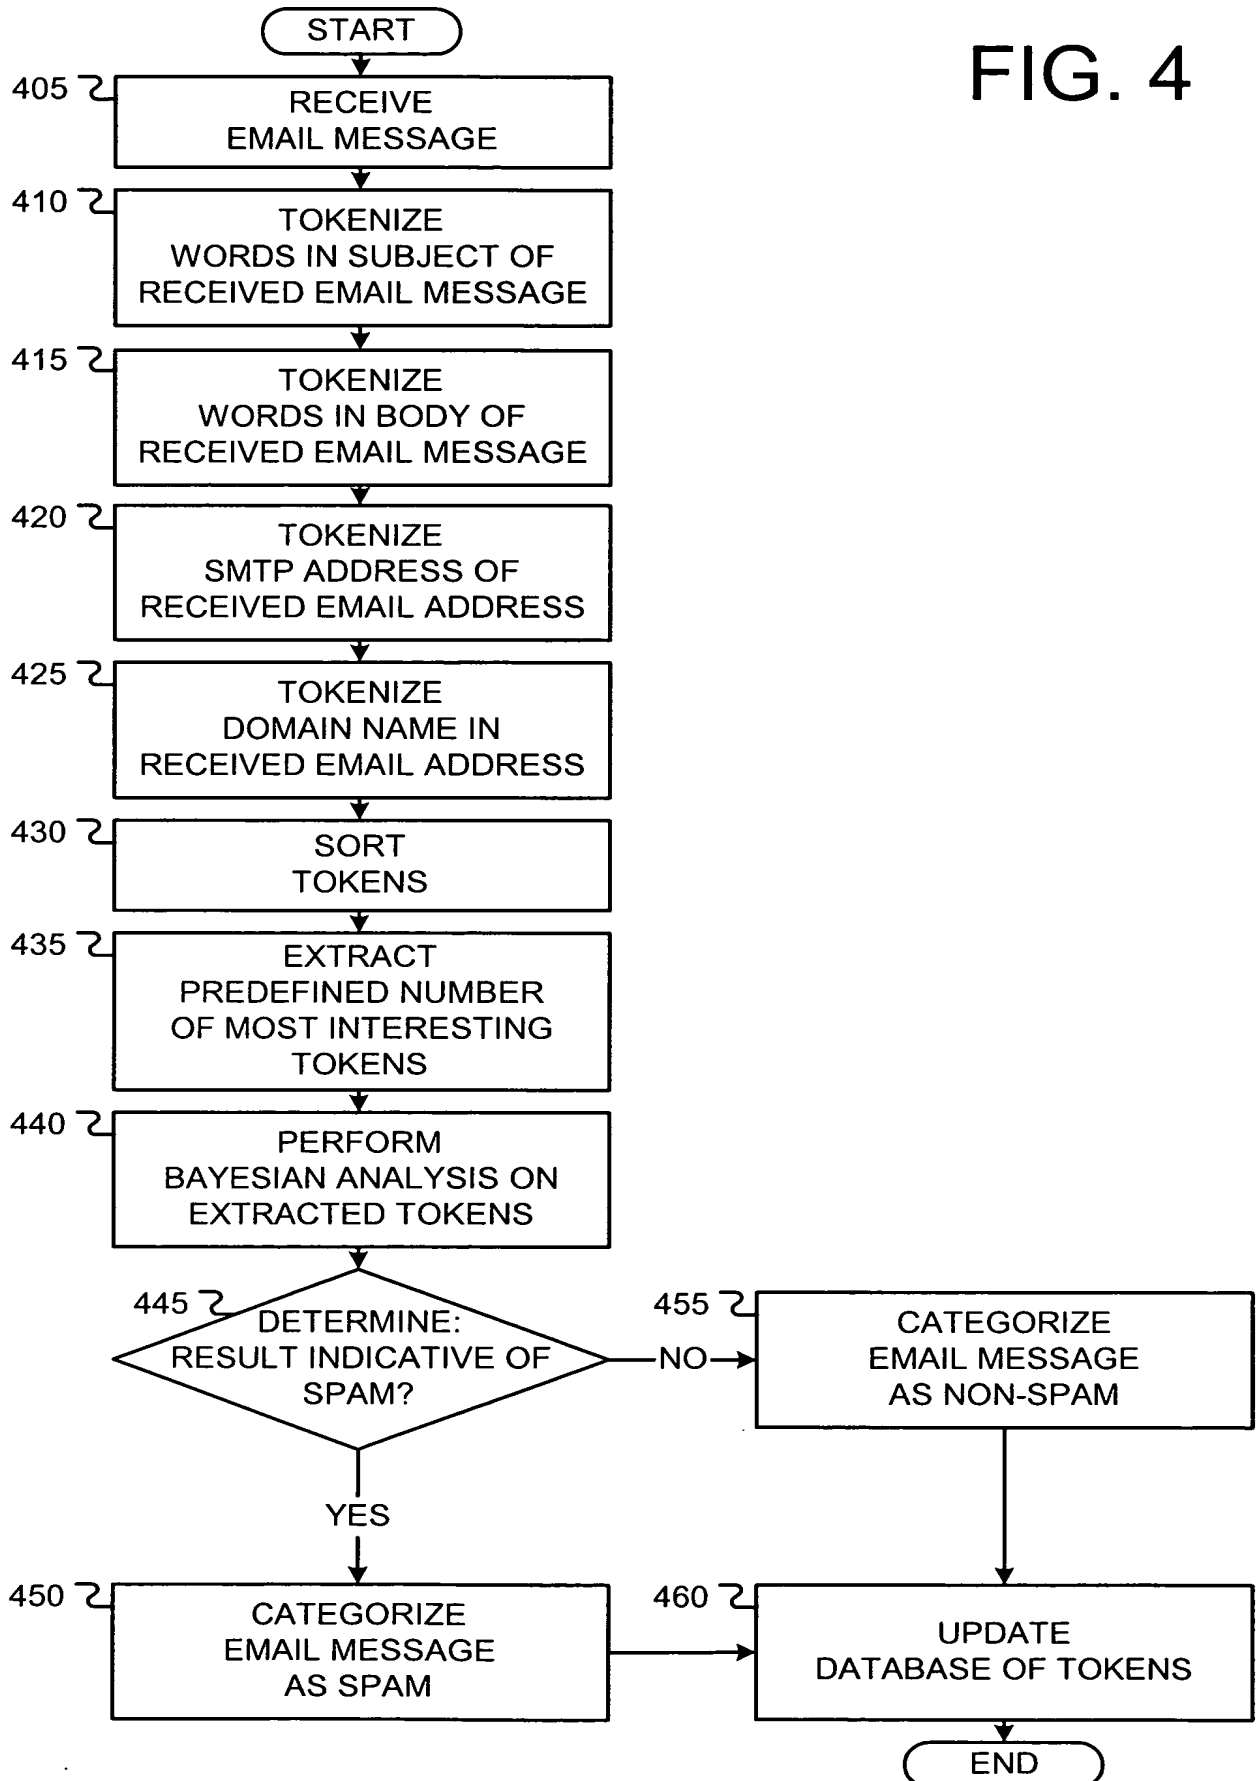 START
FIG. 4
405
RECEIVE
EMAIL MESSAGE
410
TOKENIZE
WORDS IN SUBJECT OF
RECEIVED EMAIL MESSAGE
415
TOKENIZE
WORDS IN BODY OF
RECEIVED EMAIL MESSAGE
420
TOKENIZE
SMTP ADDRESS OF
RECEIVED EMAIL ADDRESS
425
TOKENIZE
DOMAIN NAME IN
RECEIVED EMAIL ADDRESS
430
SORT
TOKENS
435
EXTRACT
PREDEFINED NUMBER
OF MOST INTERESTING
TOKENS
440
PERFORM
BAYESIAN ANALYSIS ON
EXTRACTED TOKENS
445
DETERMINE:
RESULT INDICATIVE OF
SPAM?
NO
455
CATEGORIZE
EMAIL MESSAGE
AS NON-SPAM
YES
450
CATEGORIZE
EMAIL MESSAGE
AS SPAM
460
UPDATE
DATABASE OF TOKENS
END